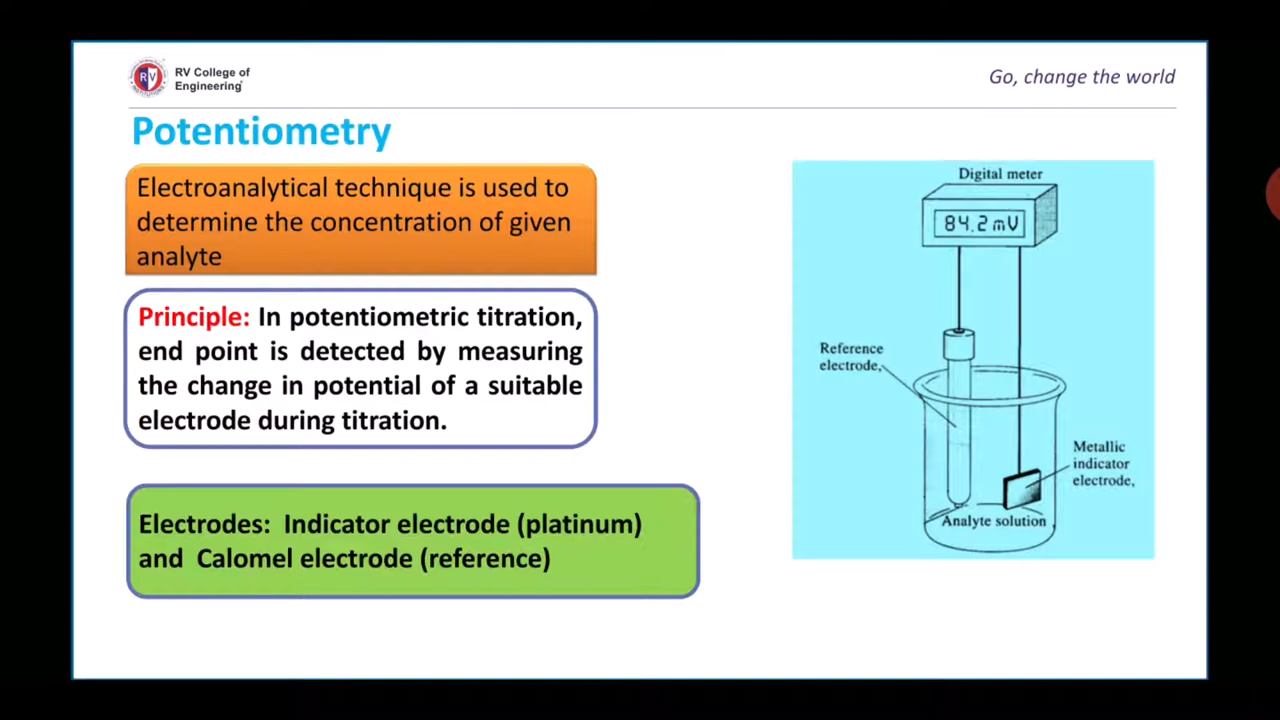 RV College of
Engineering
Go, change the world
Potentiometry
Electroanalytical technique is used to
determine the concentration of given
analyte
Principle: In potentiometric titration,
end point is detected by measuring
the change in potential of a suitable
electrode during titration.
Electrodes: Indicator electrode (platinum)
and Calomel electrode (reference)
Digital meter
84.2 mV
Reference
electrode,
Metallic
indicator
electrode,
Analyte solution